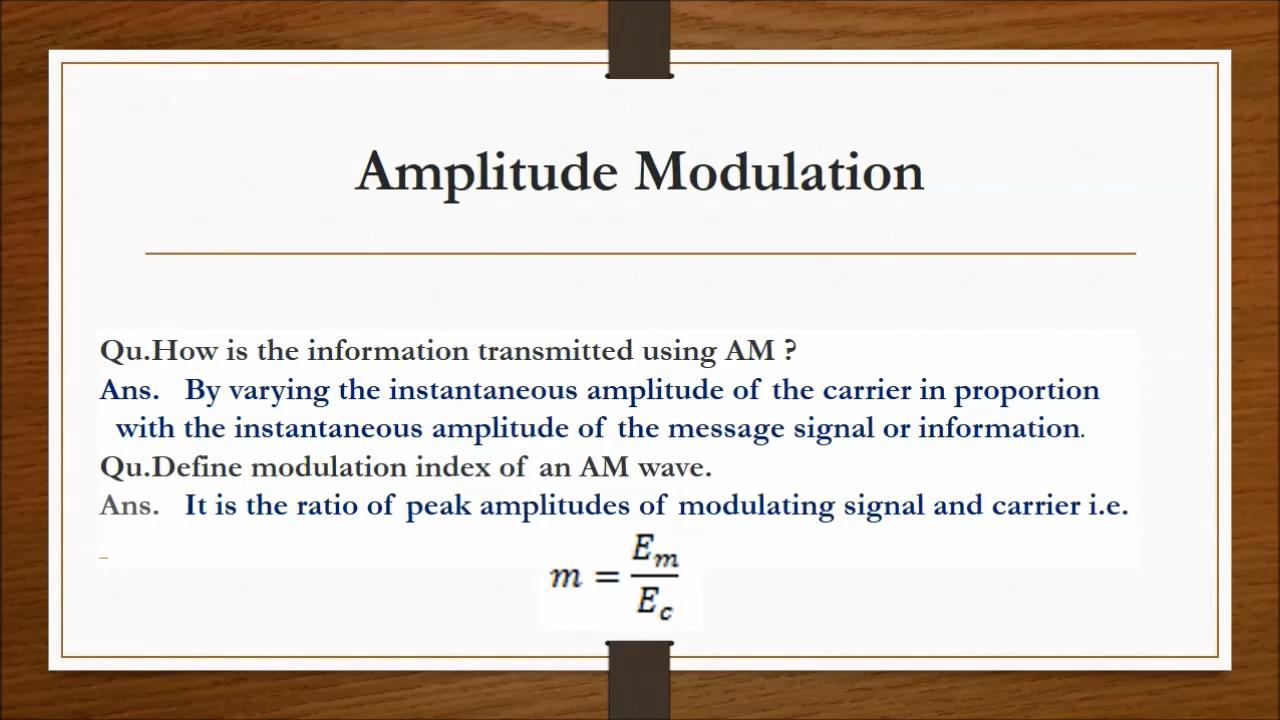 Amplitude Modulation
Qu.How is the information transmitted using AM ?
Ans. By varying the instantaneous amplitude of the carrier in proportion
with the instantaneous amplitude of the message signal or information.
Qu.Define modulation index of an AM wave.
Ans. It is the ratio of peak amplitudes of modulating signal and carrier i.e.
m = E_m / E_c